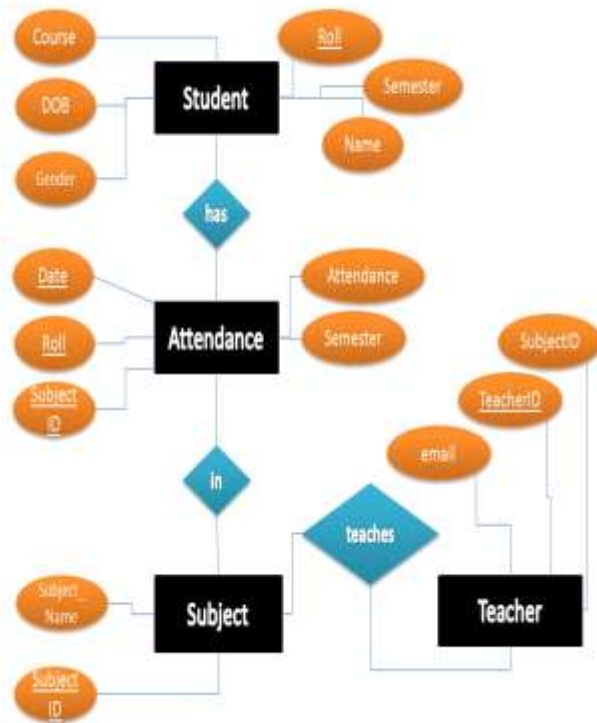 Course
Roll
Student
Semester
DOB
Name
Gender
has
Date
Attendance
Attendance
Roll
Semester
SubjectID
Subject
ID
TeacherID
email
in
teaches
Subject_
Name
Subject
Teacher
Subject
ID